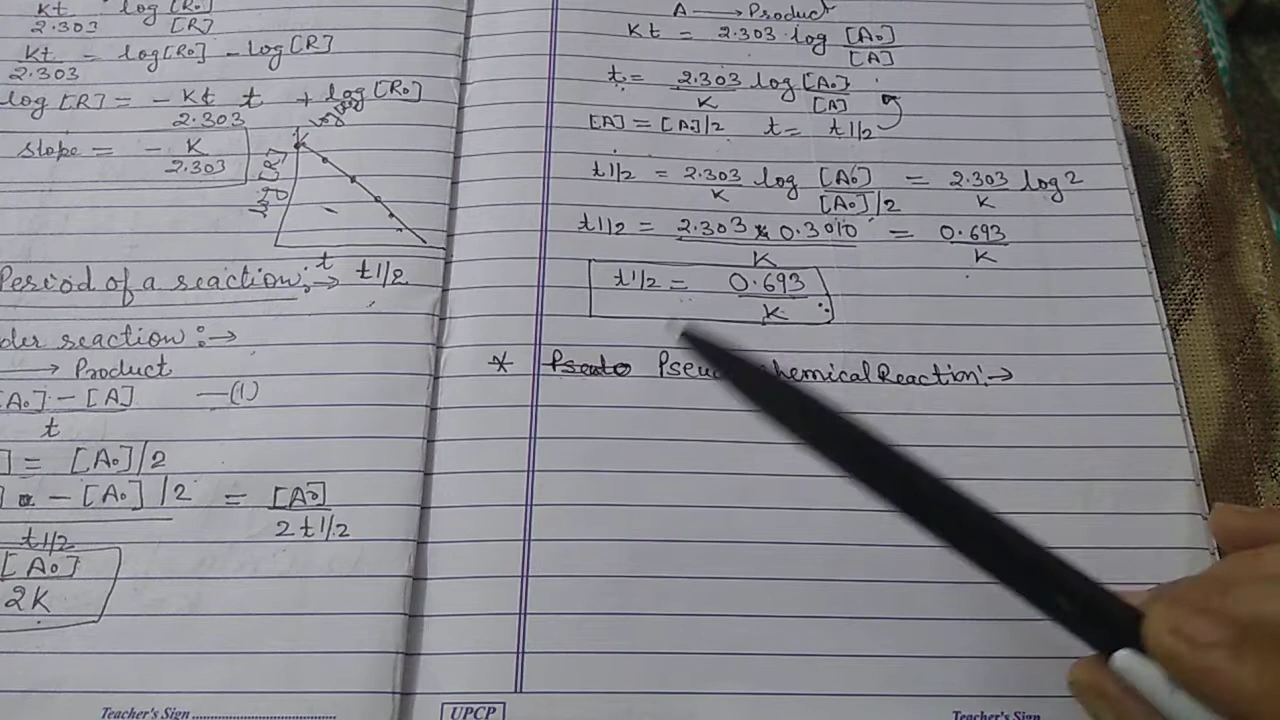 Kt log [R0]
2.303 [R]
Kt = log[R0] - log[R]
2.303
log [R] = - Kt t + log [R0]
2.303
slope = - K
2.303
t
Period of a reaction :→ t1/2
der reaction :→
→ Product
[A0] - [A] —(1)
t
] = [A0]/2
- [A0] /2 = [A0]
t1/2 2 t1/2
[A0]
2K
Teacher's Sign
A → Product
Kt = 2.303 log [A0]
[A]
t = 2.303 log [A0]
K [A]
[A] = [A0]/2 t = t1/2
t1/2 = 2.303 log [A0] = 2.303 log 2
K [A0]/2 K
t1/2 = 2.303 × 0.3010 = 0.693
K K
t1/2 = 0.693
K
* Pseudo chemical Reaction :→
UPCP
Teacher's Sign